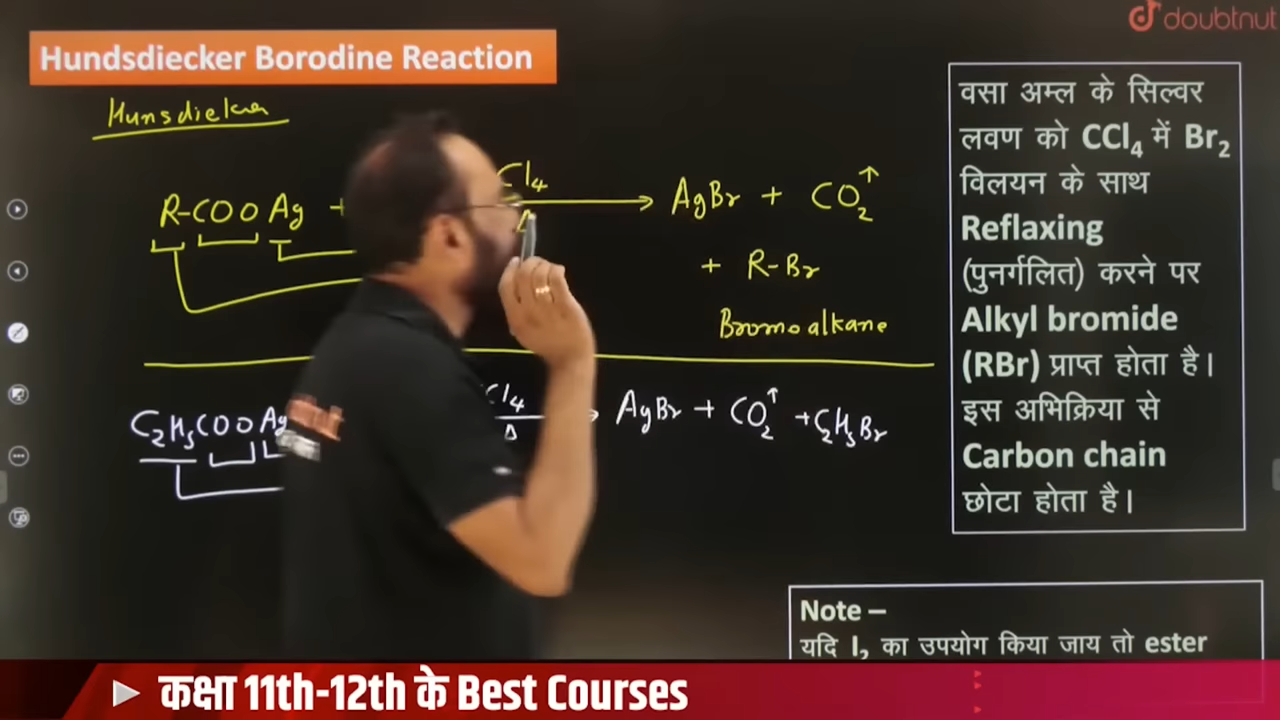 doubtnut
Hundsdiecker Borodine Reaction
Hunsdiecker
R-COOAg + Cl4 Δ AgBr + CO2↑
+ R-Br
Bromoalkane
C2H5COOAg Cl4 Δ AgBr + CO2↑ + C2H5Br
वसा अम्ल के सिल्वर
लवण को CCl4 में Br2
विलयन के साथ
Reflaxing
(पुनर्गलित) करने पर
Alkyl bromide
(RBr) प्राप्त होता है।
इस अभिक्रिया से
Carbon chain
छोटा होता है।
Note –
यदि I2 का उपयोग किया जाय तो ester
कक्षा 11th-12th के Best Courses